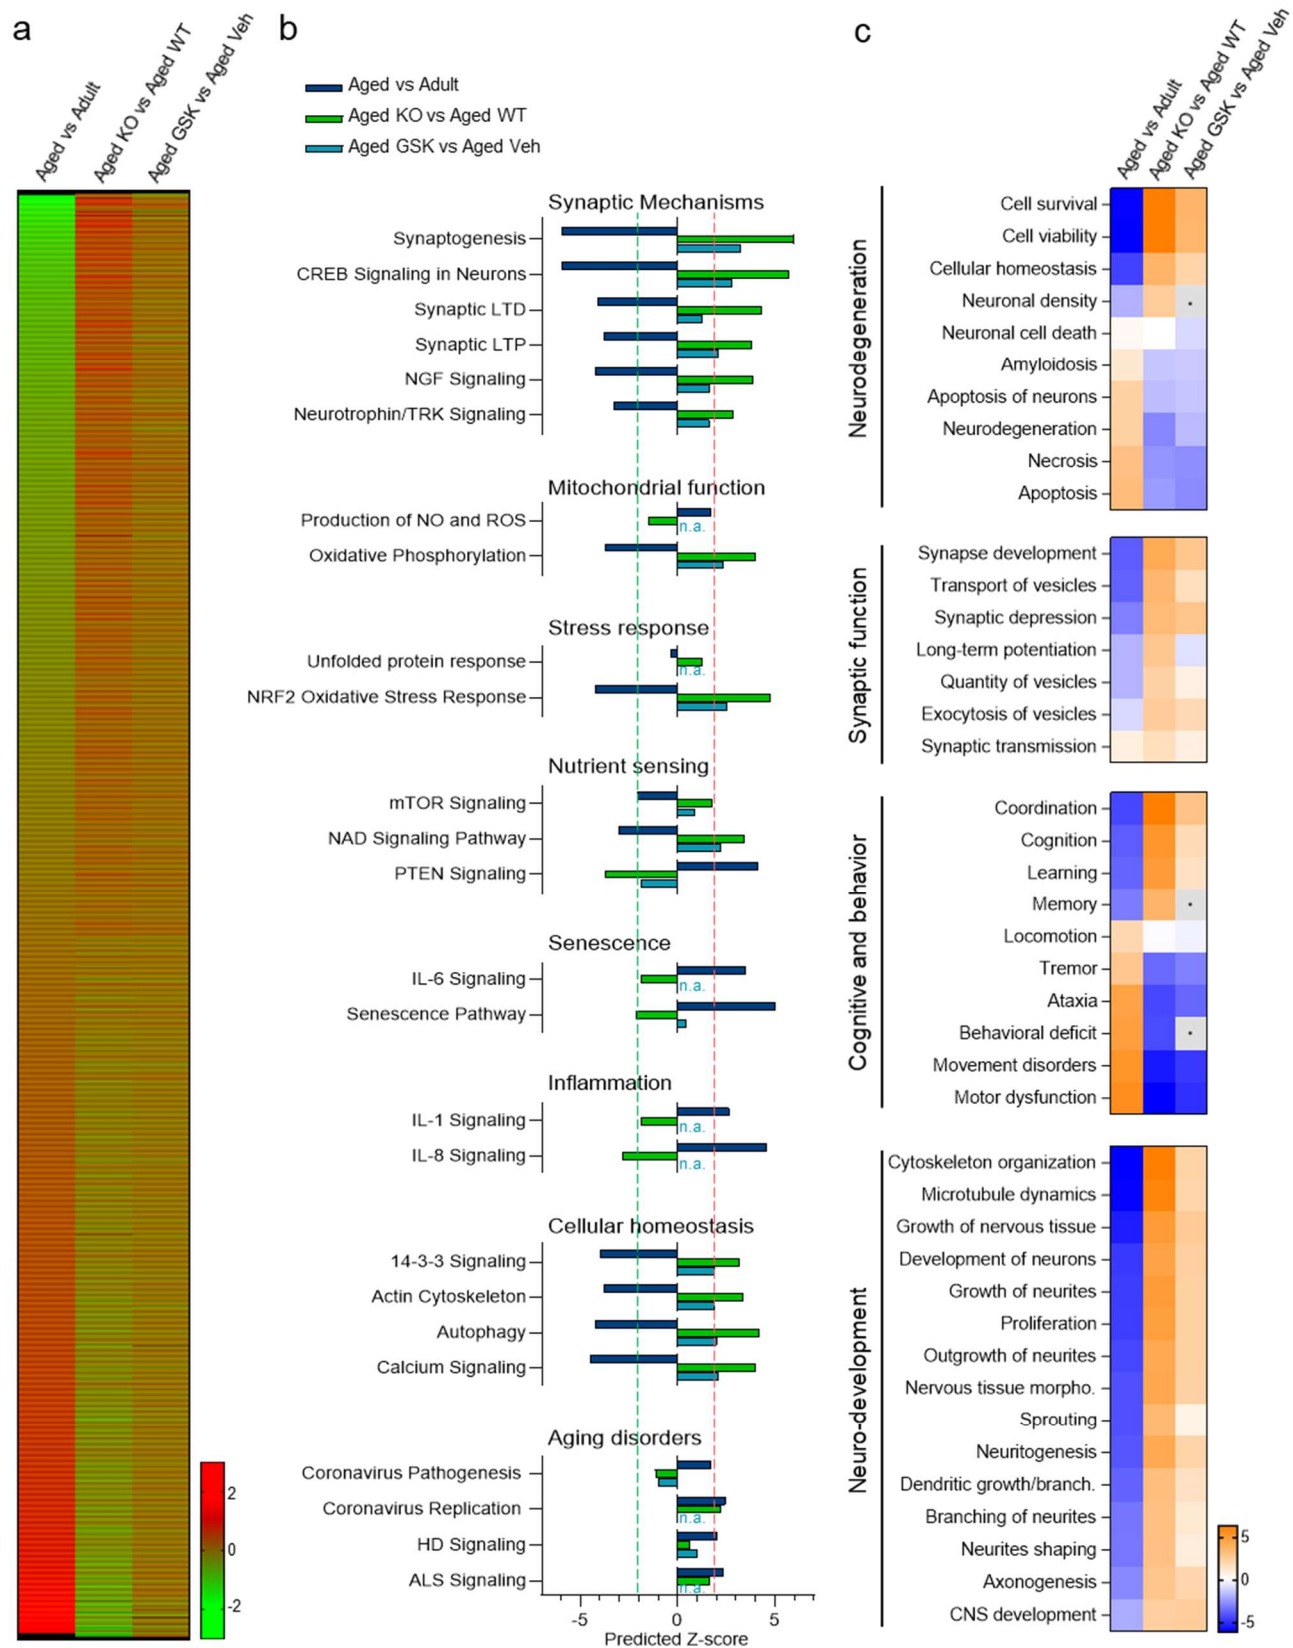 a
Aged vs Adult
Aged KO vs Aged WT
Aged GSK vs Aged Veh
2
0
-2
b
Aged vs Adult
Aged KO vs Aged WT
Aged GSK vs Aged Veh
Synaptic Mechanisms
Synaptogenesis
CREB Signaling in Neurons
Synaptic LTD
Synaptic LTP
NGF Signaling
Neurotrophin/TRK Signaling
Mitochondrial function
Production of NO and ROS
n.a.
Oxidative Phosphorylation
Stress response
Unfolded protein response
n.a.
NRF2 Oxidative Stress Response
Nutrient sensing
mTOR Signaling
NAD Signaling Pathway
PTEN Signaling
Senescence
IL-6 Signaling
n.a.
Senescence Pathway
Inflammation
IL-1 Signaling
n.a.
IL-8 Signaling
n.a.
Cellular homeostasis
14-3-3 Signaling
Actin Cytoskeleton
Autophagy
Calcium Signaling
Aging disorders
Coronavirus Pathogenesis
Coronavirus Replication
n.a.
HD Signaling
ALS Signaling
n.a.
-5 0 5
Predicted Z-score
c
Aged vs Adult
Aged KO vs Aged WT
Aged GSK vs Aged Veh
Neurodegeneration
Cell survival
Cell viability
Cellular homeostasis
Neuronal density
Neuronal cell death
Amyloidosis
Apoptosis of neurons
Neurodegeneration
Necrosis
Apoptosis
Synaptic function
Synapse development
Transport of vesicles
Synaptic depression
Long-term potentiation
Quantity of vesicles
Exocytosis of vesicles
Synaptic transmission
Cognitive and behavior
Coordination
Cognition
Learning
Memory
Locomotion
Tremor
Ataxia
Behavioral deficit
Movement disorders
Motor dysfunction
Neuro-development
Cytoskeleton organization
Microtubule dynamics
Growth of nervous tissue
Development of neurons
Growth of neurites
Proliferation
Outgrowth of neurites
Nervous tissue morpho.
Sprouting
Neuritogenesis
Dendritic growth/branch.
Branching of neurites
Neurites shaping
Axonogenesis
CNS development
5
0
-5